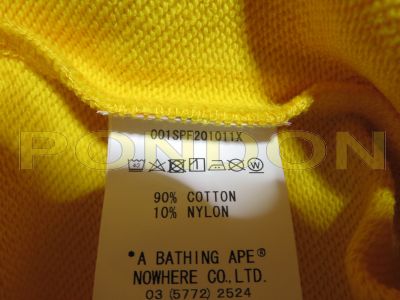 001SPF201011X
PONDON
90% COTTON
10% NYLON
*A BATHING APE®
NOWHERE CO., LTD.
03 (5772) 2524